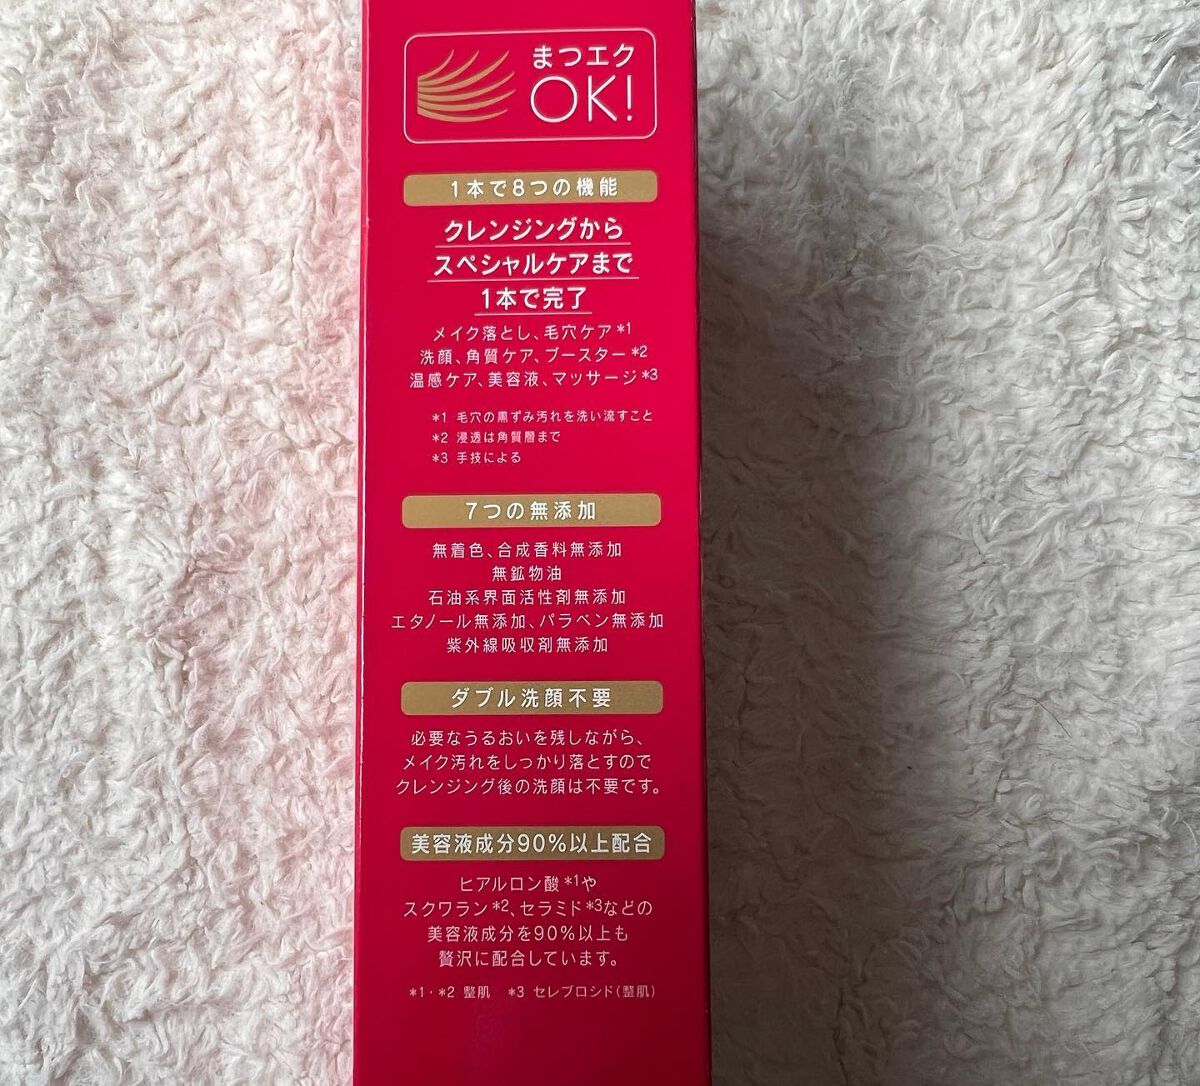 まつエク
OK!
1本で8つの機能
クレンジングから
スペシャルケアまで
1本で完了
メイク落とし、毛穴ケア*1
洗顔、角質ケア、ブースター*2
温感ケア、美容液、マッサージ*3
*1 毛穴の黒ずみ汚れを洗い流すこと
*2 浸透は角質層まで
*3 手技による
7つの無添加
無着色、合成香料無添加
無鉱物油
石油系界面活性剤無添加
エタノール無添加、パラベン無添加
紫外線吸収剤無添加
ダブル洗顔不要
必要なうるおいを残しながら、
メイク汚れをしっかり落とすので
クレンジング後の洗顔は不要です。
美容液成分90%以上配合
ヒアルロン酸*1や
スクワラン*2、セラミド*3などの
美容液成分を90%以上も
贅沢に配合しています。
*1・*2 整肌 *3 セレブロシド(整肌)